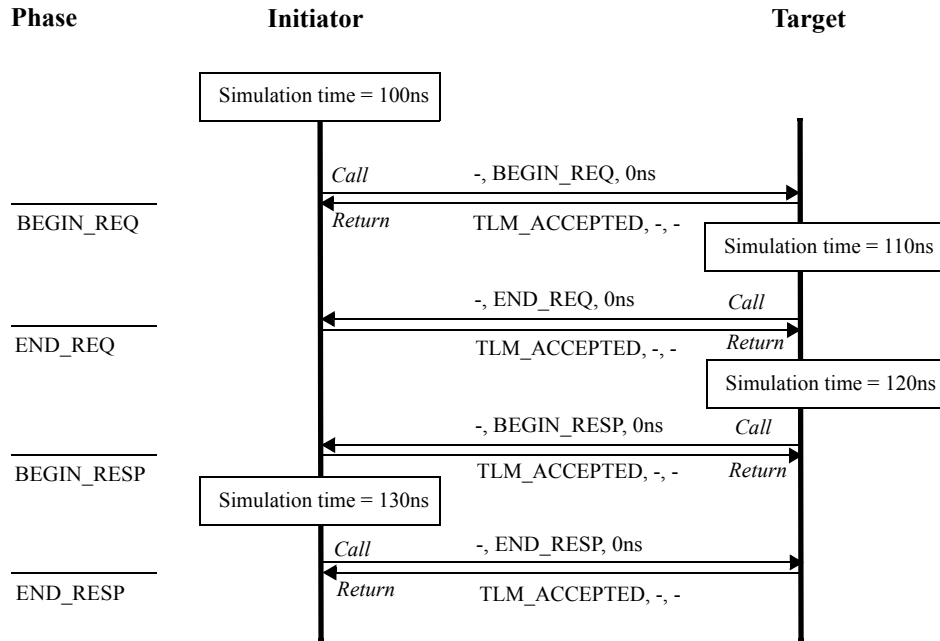 Phase Initiator Target
Simulation time = 100ns
Call -, BEGIN_REQ, 0ns
BEGIN_REQ Return TLM_ACCEPTED, -, -
Simulation time = 110ns
-, END_REQ, 0ns Call
END_REQ TLM_ACCEPTED, -, - Return
Simulation time = 120ns
-, BEGIN_RESP, 0ns Call
BEGIN_RESP TLM_ACCEPTED, -, - Return
Simulation time = 130ns
Call -, END_RESP, 0ns
END_RESP Return TLM_ACCEPTED, -, -